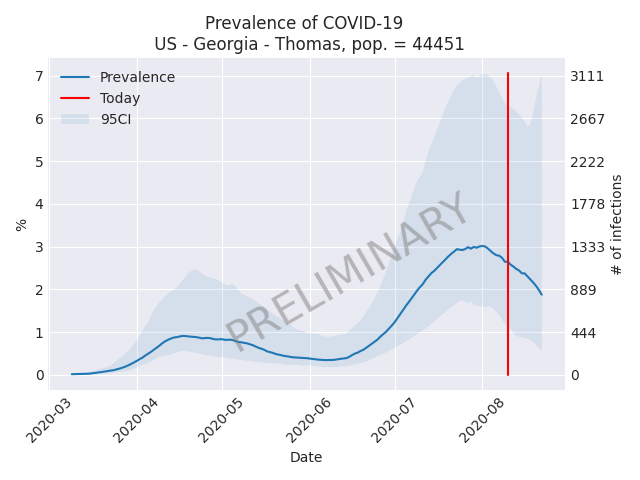 Prevalence of COVID-19
US - Georgia - Thomas, pop. = 44451
Prevalence
Today
95CI
PRELIMINARY
%
7
6
5
4
3
2
1
0
3111
2667
2222
1778
1333
889
444
0
# of infections
2020-03
2020-04
2020-05
2020-06
2020-07
2020-08
Date